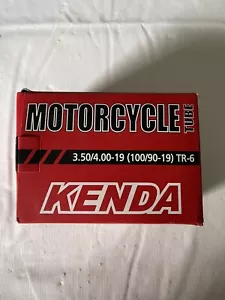 MOTORCYCLE TUBE
3.50/4.00-19 (100/90-19) TR-6
KENDA